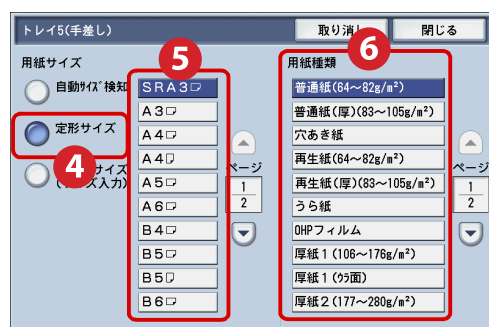 トレイ5(手差し)
取り消し
閉じる
6
用紙サイズ
自動サイズ検知
定形サイズ
4
サイズ
ズ入力)
5
SRA3
A3
A4
A4
A5
A6
B4
B5
B5
B6
ページ
1
2
用紙種類
普通紙(64～82g/m²)
普通紙(厚)(83～105g/m²)
穴あき紙
再生紙(64～82g/m²)
再生紙(厚)(83～105g/m²)
うら紙
OHPフィルム
厚紙1(106～176g/m²)
厚紙1(ウラ面)
厚紙2(177～280g/m²)
ページ
1
2